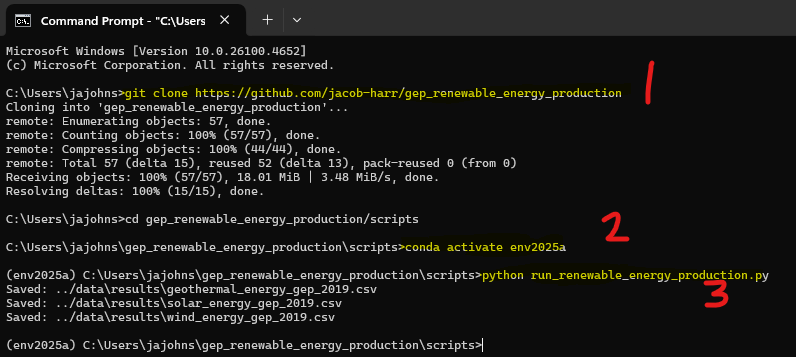 Command Prompt - "C:\Users
Microsoft Windows [Version 10.0.26100.4652]
(c) Microsoft Corporation. All rights reserved.
C:\Users\jajohns>git clone https://github.com/jacob-harr/gep_renewable_energy_production
1
Cloning into 'gep_renewable_energy_production'...
remote: Enumerating objects: 57, done.
remote: Counting objects: 100% (57/57), done.
remote: Compressing objects: 100% (44/44), done.
remote: Total 57 (delta 15), reused 52 (delta 13), pack-reused 0 (from 0)
Receiving objects: 100% (57/57), 18.01 MiB | 3.48 MiB/s, done.
Resolving deltas: 100% (15/15), done.
C:\Users\jajohns>cd gep_renewable_energy_production/scripts
2
C:\Users\jajohns\gep_renewable_energy_production\scripts>conda activate env2025a
(env2025a) C:\Users\jajohns\gep_renewable_energy_production\scripts>python run_renewable_energy_production.py
3
Saved: ../data\results\geothermal_energy_gep_2019.csv
Saved: ../data\results\solar_energy_gep_2019.csv
Saved: ../data\results\wind_energy_gep_2019.csv
(env2025a) C:\Users\jajohns\gep_renewable_energy_production\scripts>